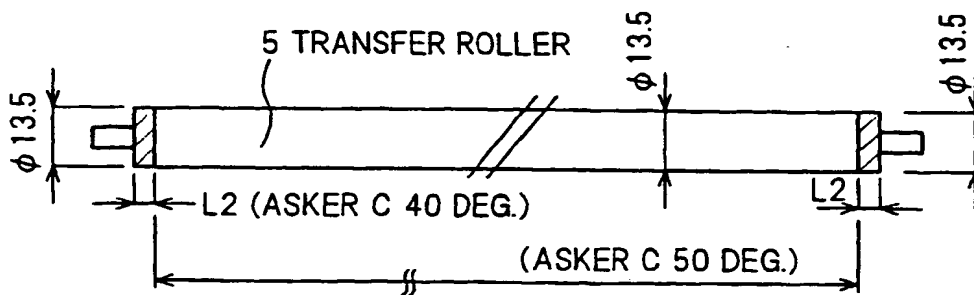 5 TRANSFER ROLLER
φ13.5
φ13.5
φ13.5
L2 (ASKER C 40 DEG.)
L2
(ASKER C 50 DEG.)